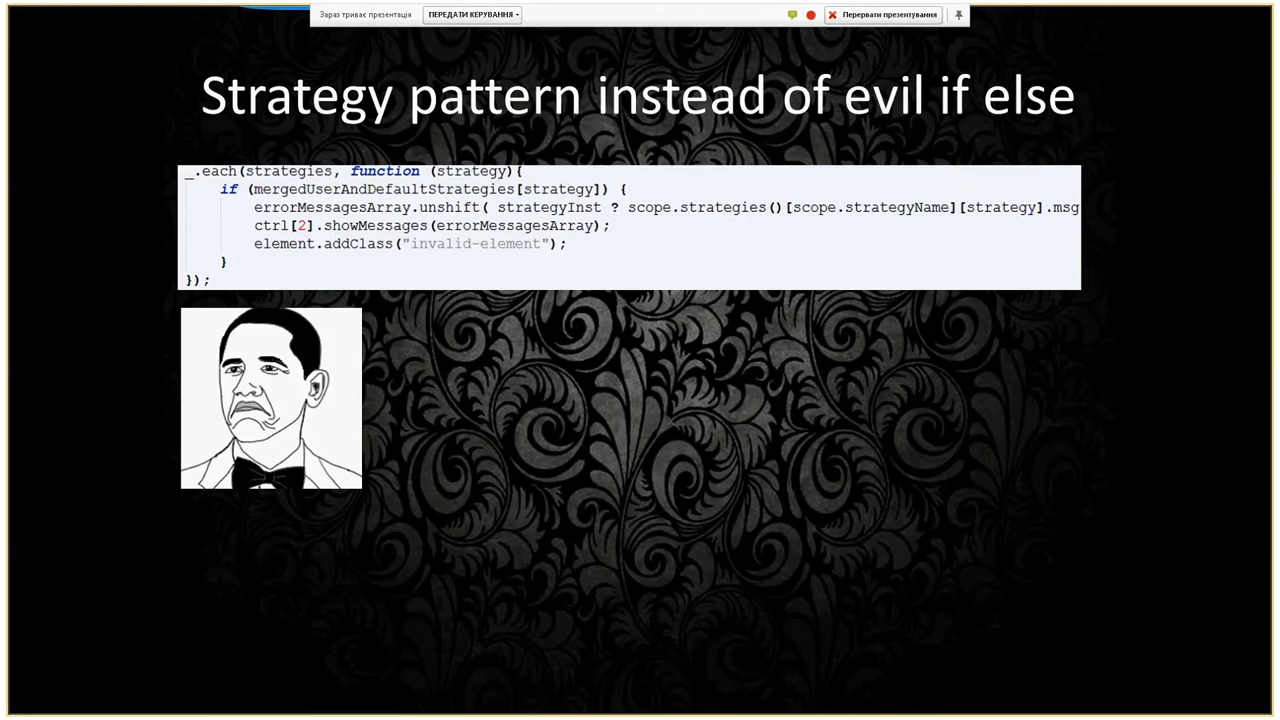 Зараз триває презентація ПЕРЕДАТИ КЕРУВАННЯ Перервати презентування
Strategy pattern instead of evil if else
_.each(strategies, function (strategy){
if (mergedUserAndDefaultStrategies[strategy]) {
errorMessagesArray.unshift( strategyInst ? scope.strategies()[scope.strategyName][strategy].msg
ctrl[2].showMessages(errorMessagesArray);
element.addClass("invalid-element");
}
});